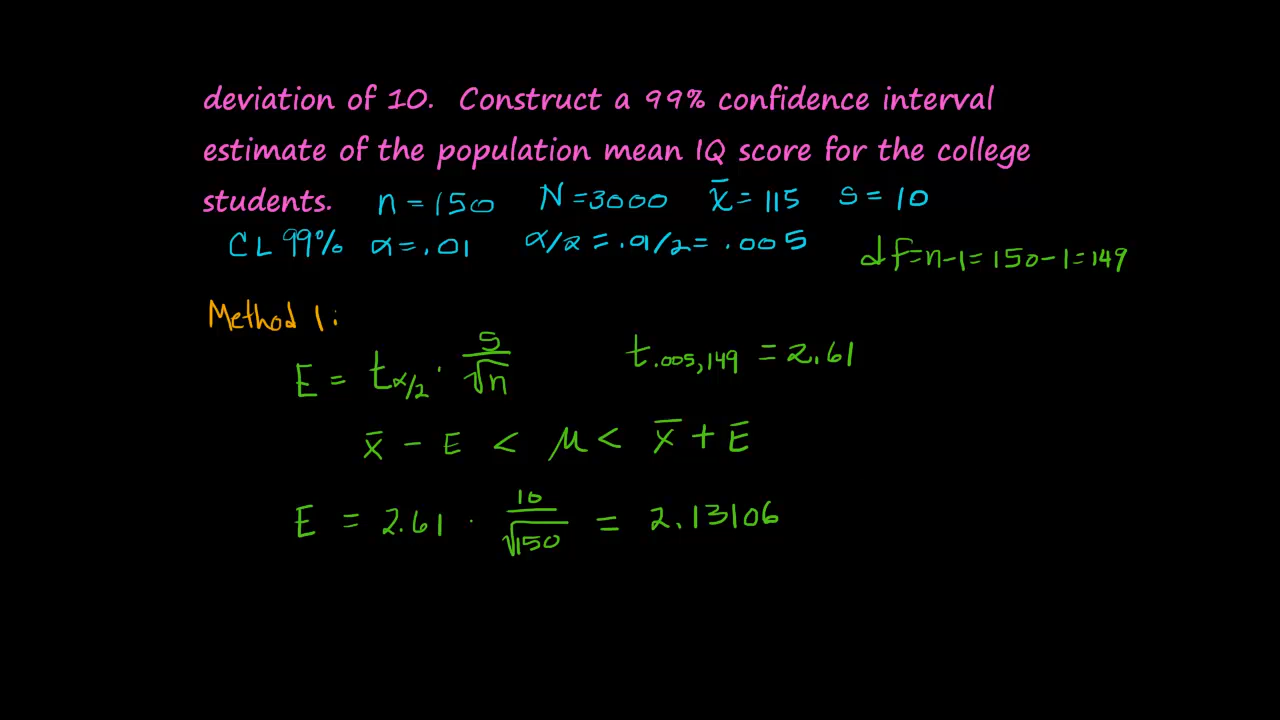 deviation of 10. Construct a 99% confidence interval
estimate of the population mean IQ score for the college
students. n = 150 N = 3000 x̄ = 115 s = 10
CL 99% α = .01 α/2 = .01/2 = .005 df = n - 1 = 150 - 1 = 149
Method 1:
E = t_α/2 · s/√n t.005,149 = 2.61
x̄ - E < μ < x̄ + E
E = 2.61 · 10/√150 = 2.13106